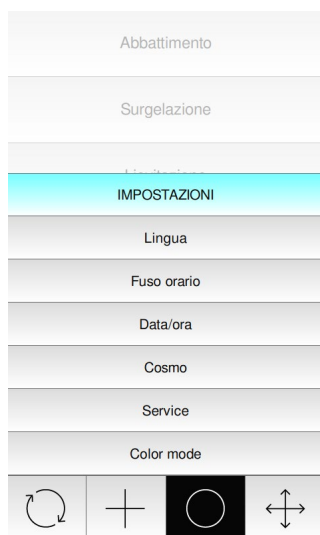 Abbattimento
Surgelazione
IMPOSTAZIONI
Lingua
Fuso orario
Data/ora
Cosmo
Service
Color mode